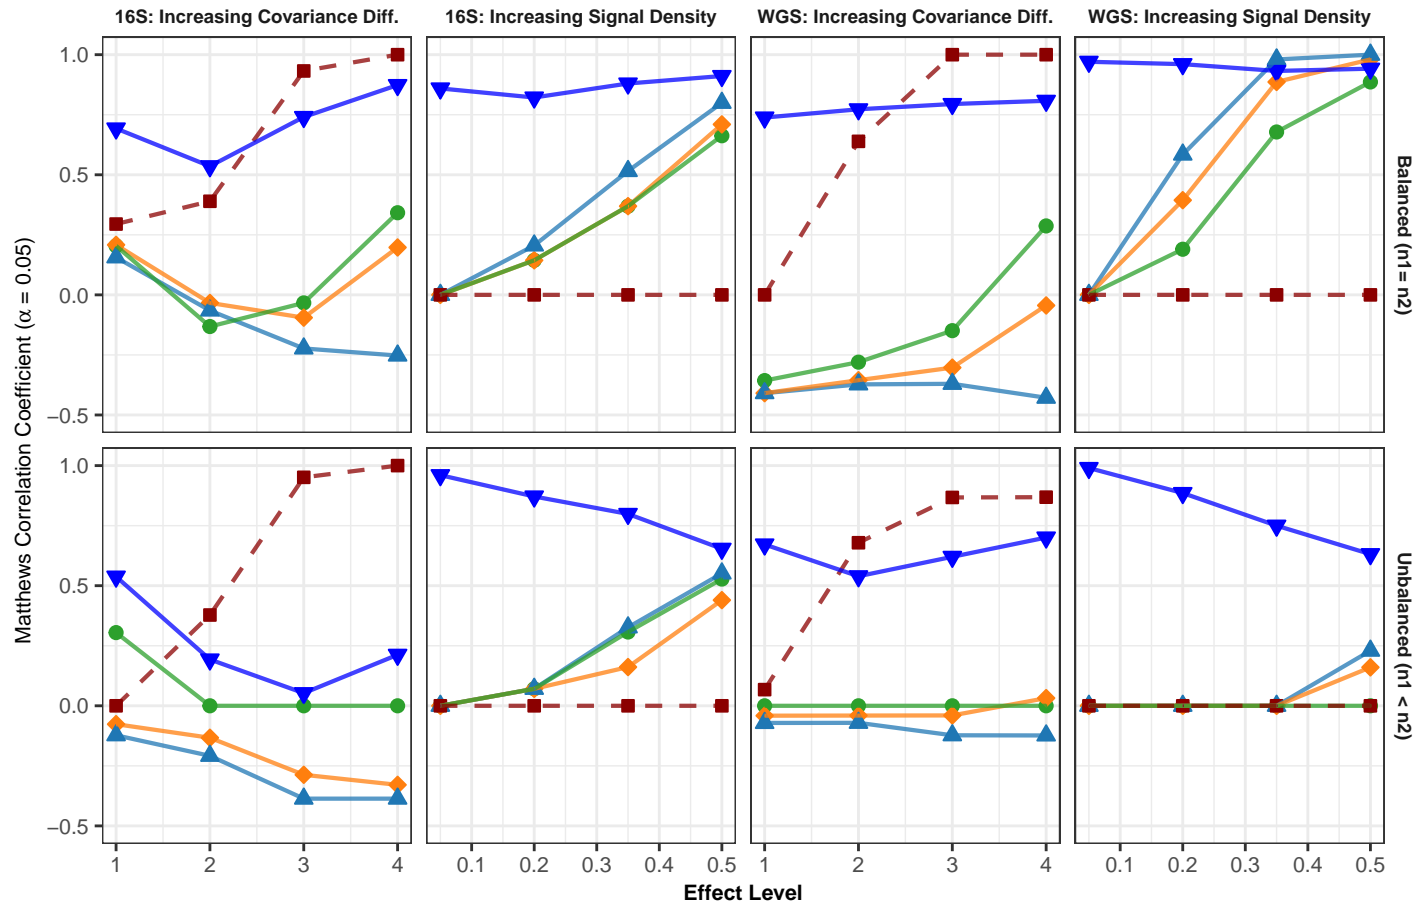 16S: Increasing Covariance Diff. 16S: Increasing Signal Density WGS: Increasing Covariance Diff. WGS: Increasing Signal Density
1.0
0.5
0.0
−0.5
Balanced (n1= n2)
Matthews Correlation Coefficient (α = 0.05)
1.0
0.5
0.0
−0.5
Unbalanced (n1 < n2)
1 2 3 4 0.1 0.2 0.3 0.4 0.5 1 2 3 4 0.1 0.2 0.3 0.4 0.5
Effect Level